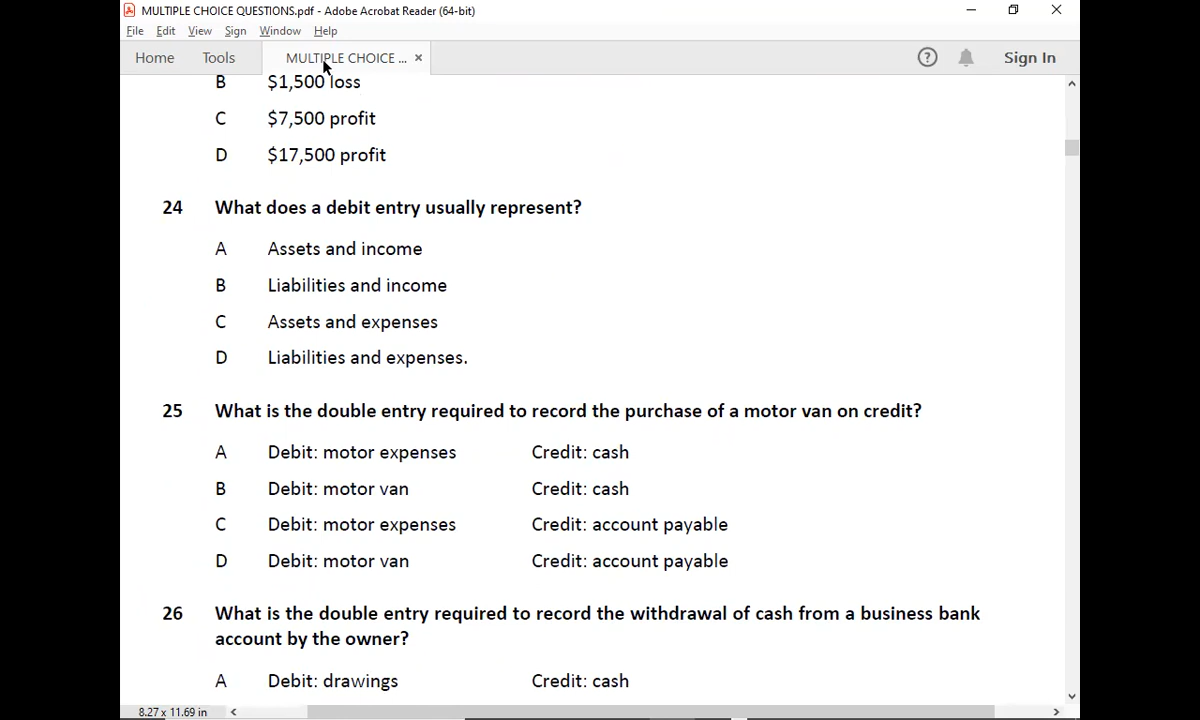 MULTIPLE CHOICE QUESTIONS.pdf - Adobe Acrobat Reader (64-bit)
File Edit View Sign Window Help
Home Tools MULTIPLE CHOICE ... × ? Sign In
B $1,500 loss
C $7,500 profit
D $17,500 profit
24 What does a debit entry usually represent?
A Assets and income
B Liabilities and income
C Assets and expenses
D Liabilities and expenses.
25 What is the double entry required to record the purchase of a motor van on credit?
A Debit: motor expenses Credit: cash
B Debit: motor van Credit: cash
C Debit: motor expenses Credit: account payable
D Debit: motor van Credit: account payable
26 What is the double entry required to record the withdrawal of cash from a business bank
account by the owner?
A Debit: drawings Credit: cash
8.27 x 11.69 in